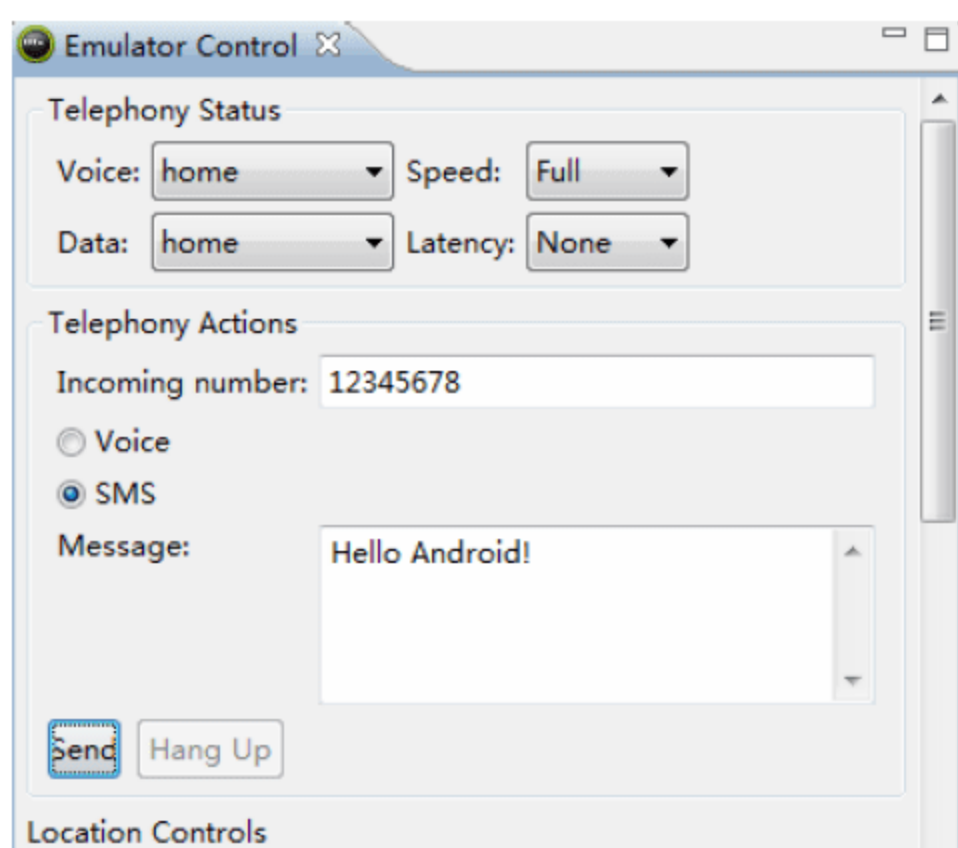 Emulator Control
Telephony Status
Voice: home Speed: Full
Data: home Latency: None
Telephony Actions
Incoming number: 12345678
Voice
SMS
Message: Hello Android!
Send Hang Up
Location Controls